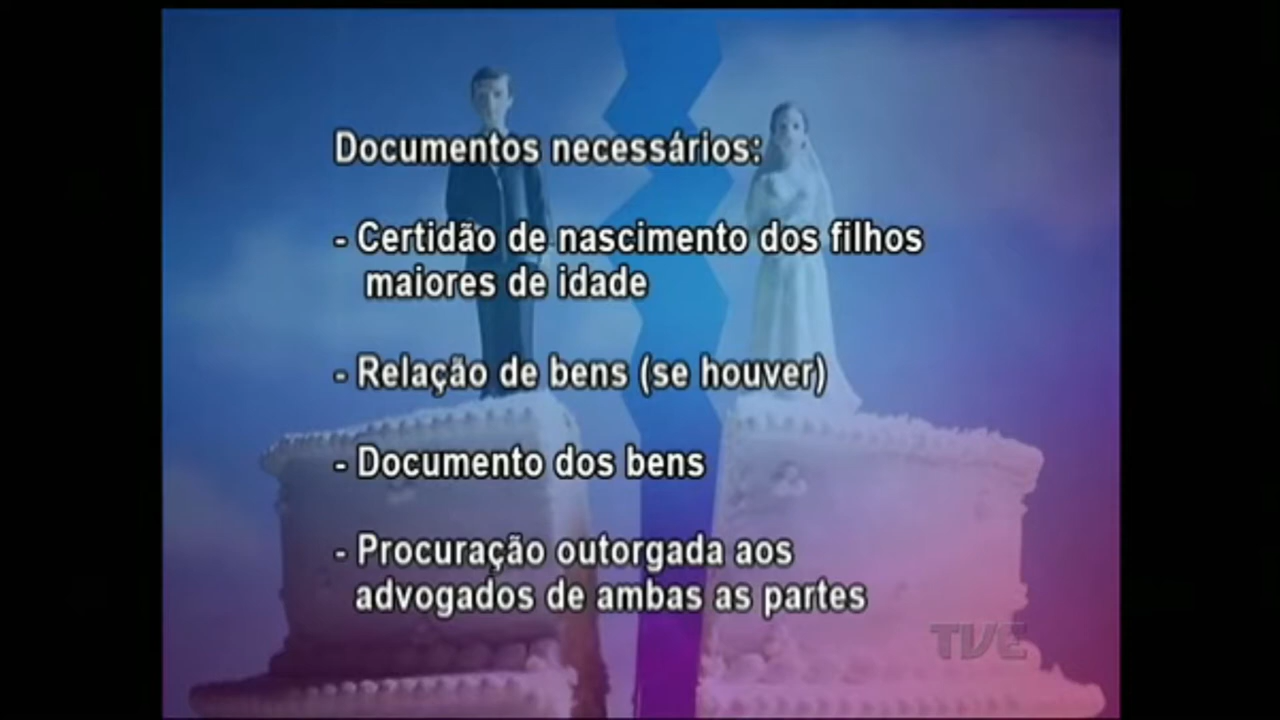 Documentos necessários:
- Certidão de nascimento dos filhos
maiores de idade
- Relação de bens (se houver)
- Documento dos bens
- Procuração outorgada aos
advogados de ambas as partes
TVE